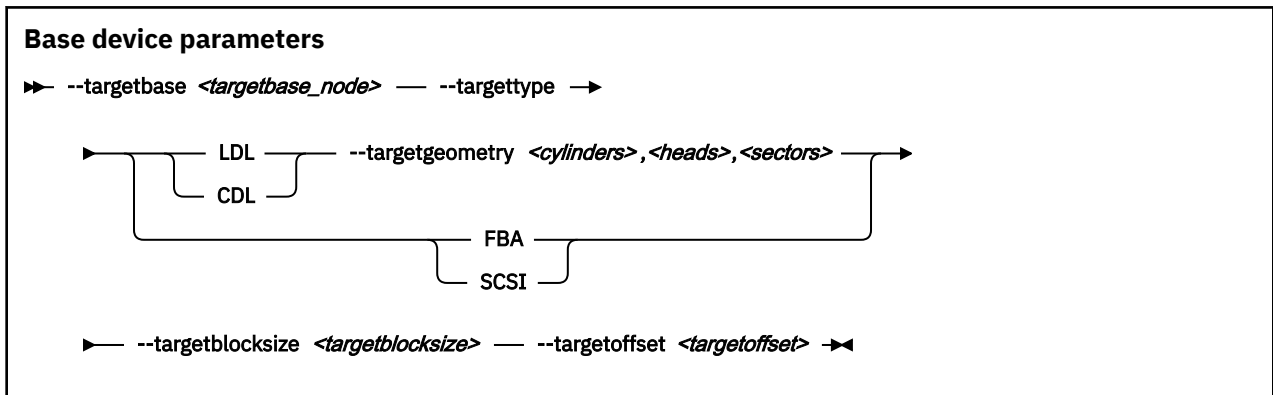 Base device parameters
--targetbase <targetbase_node> --targettype
LDL --targetgeometry <cylinders>,<heads>,<sectors>
CDL
FBA
SCSI
--targetblocksize <targetblocksize> --targetoffset <targetoffset>